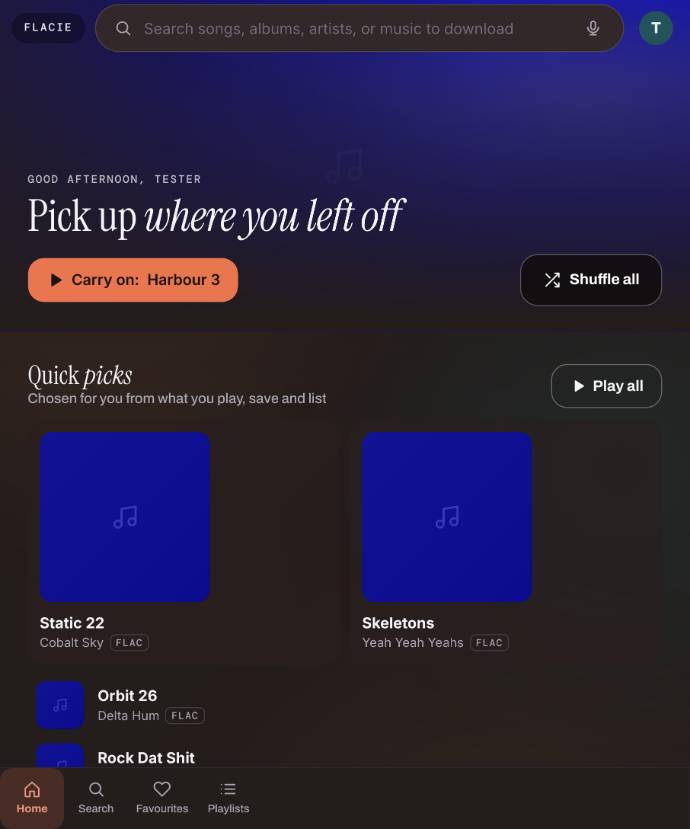 FLACIE
Search songs, albums, artists, or music to download
T
GOOD AFTERNOON, TESTER
Pick up where you left off
Carry on: Harbour 3
Shuffle all
Quick picks
Chosen for you from what you play, save and list
Play all
Static 22
Cobalt Sky FLAC
Skeletons
Yeah Yeah Yeahs FLAC
Orbit 26
Delta Hum FLAC
Rock Dat Shit
Home
Search
Favourites
Playlists